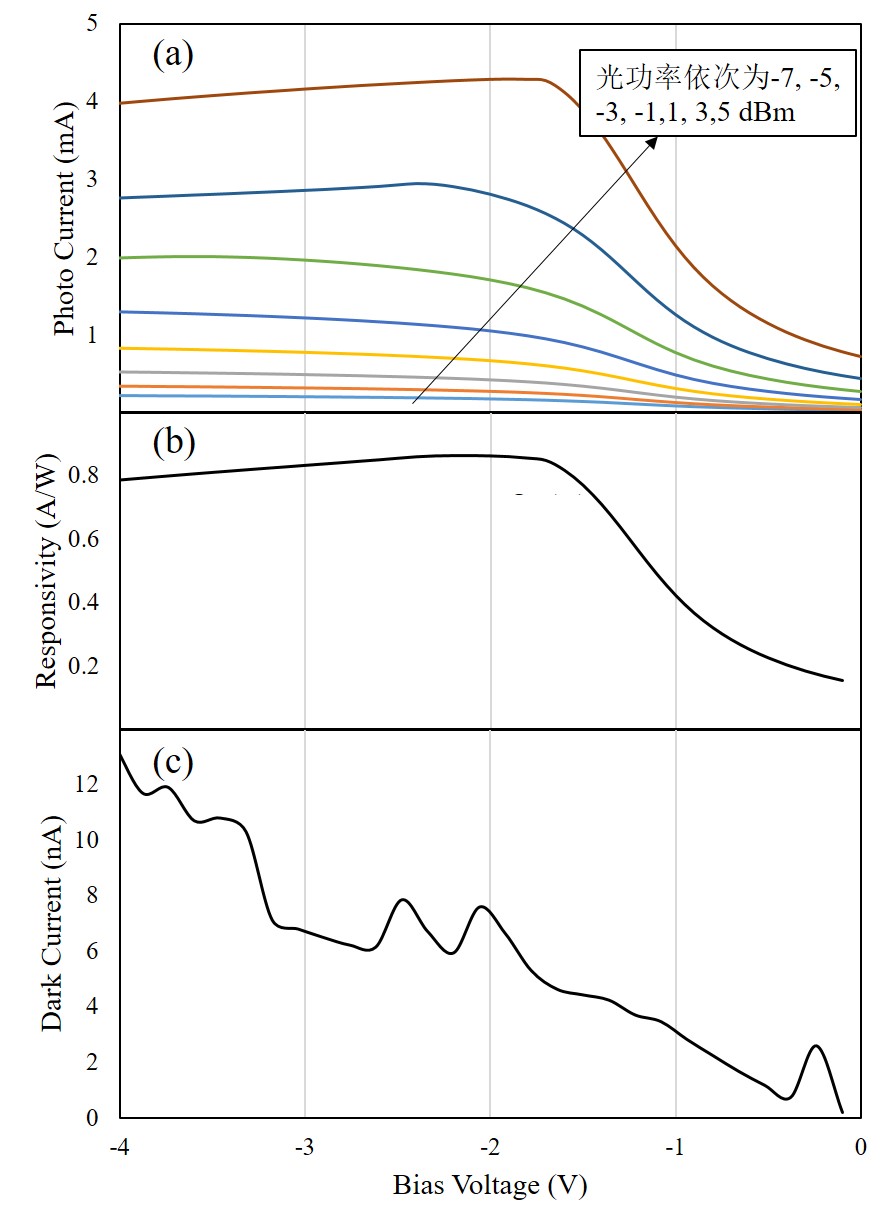 (a)
光功率依次为-7, -5,
-3, -1,1, 3,5 dBm
Photo Current (mA)
5
4
3
2
1
(b)
Responsivity (A/W)
0.8
0.6
0.4
0.2
(c)
Dark Current (nA)
12
10
8
6
4
2
0
-4 -3 -2 -1 0
Bias Voltage (V)